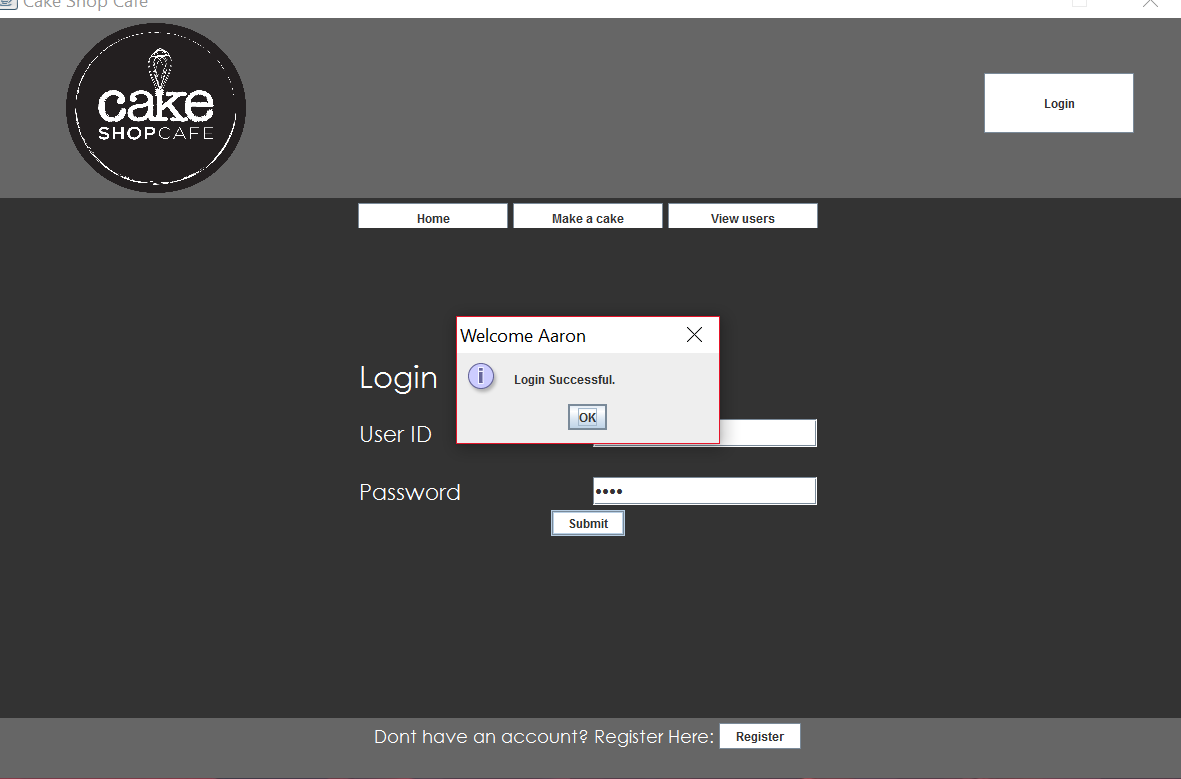 Cake Shop Cafe
cake
SHOPCAFE
Login
Home
Make a cake
View users
Welcome Aaron
i
Login Successful.
OK
Login
User ID
Password
••••
Submit
Dont have an account? Register Here:
Register